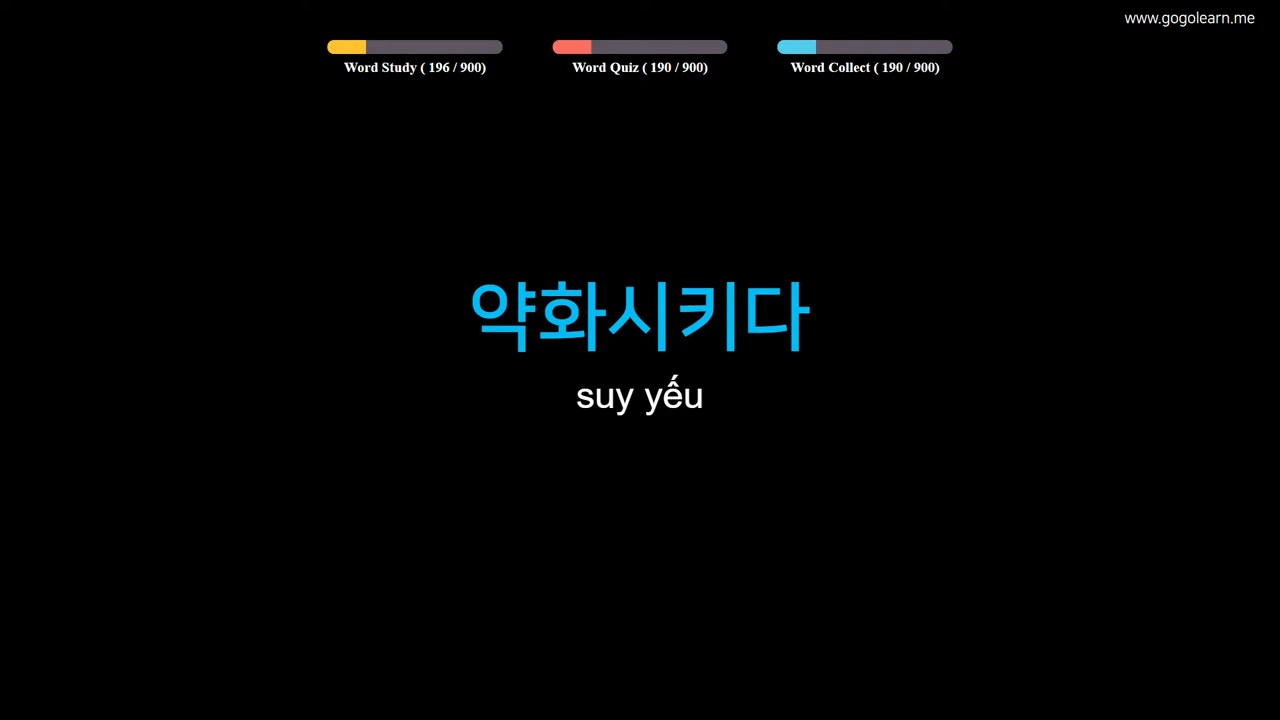 www.gogolearn.me
Word Study ( 196 / 900)
Word Quiz ( 190 / 900)
Word Collect ( 190 / 900)
약화시키다
suy yếu